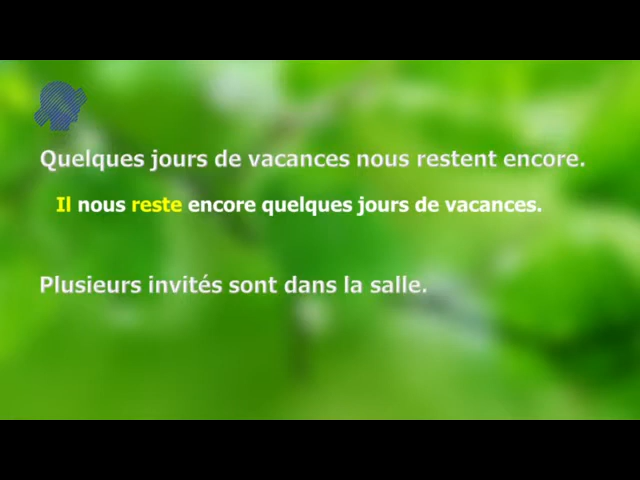 Quelques jours de vacances nous restent encore.
Il nous reste encore quelques jours de vacances.
Plusieurs invités sont dans la salle.